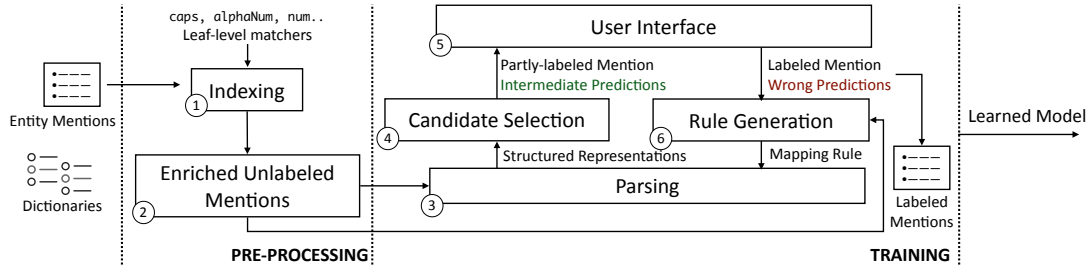 caps, alphaNum, num..
Leaf-level matchers
Entity Mentions
Dictionaries
1
Indexing
2
Enriched Unlabeled
Mentions
PRE-PROCESSING
5
User Interface
Partly-labeled Mention
Intermediate Predictions
Labeled Mention
Wrong Predictions
4
Candidate Selection
6
Rule Generation
Structured Representations
Mapping Rule
3
Parsing
Labeled
Mentions
TRAINING
Learned Model